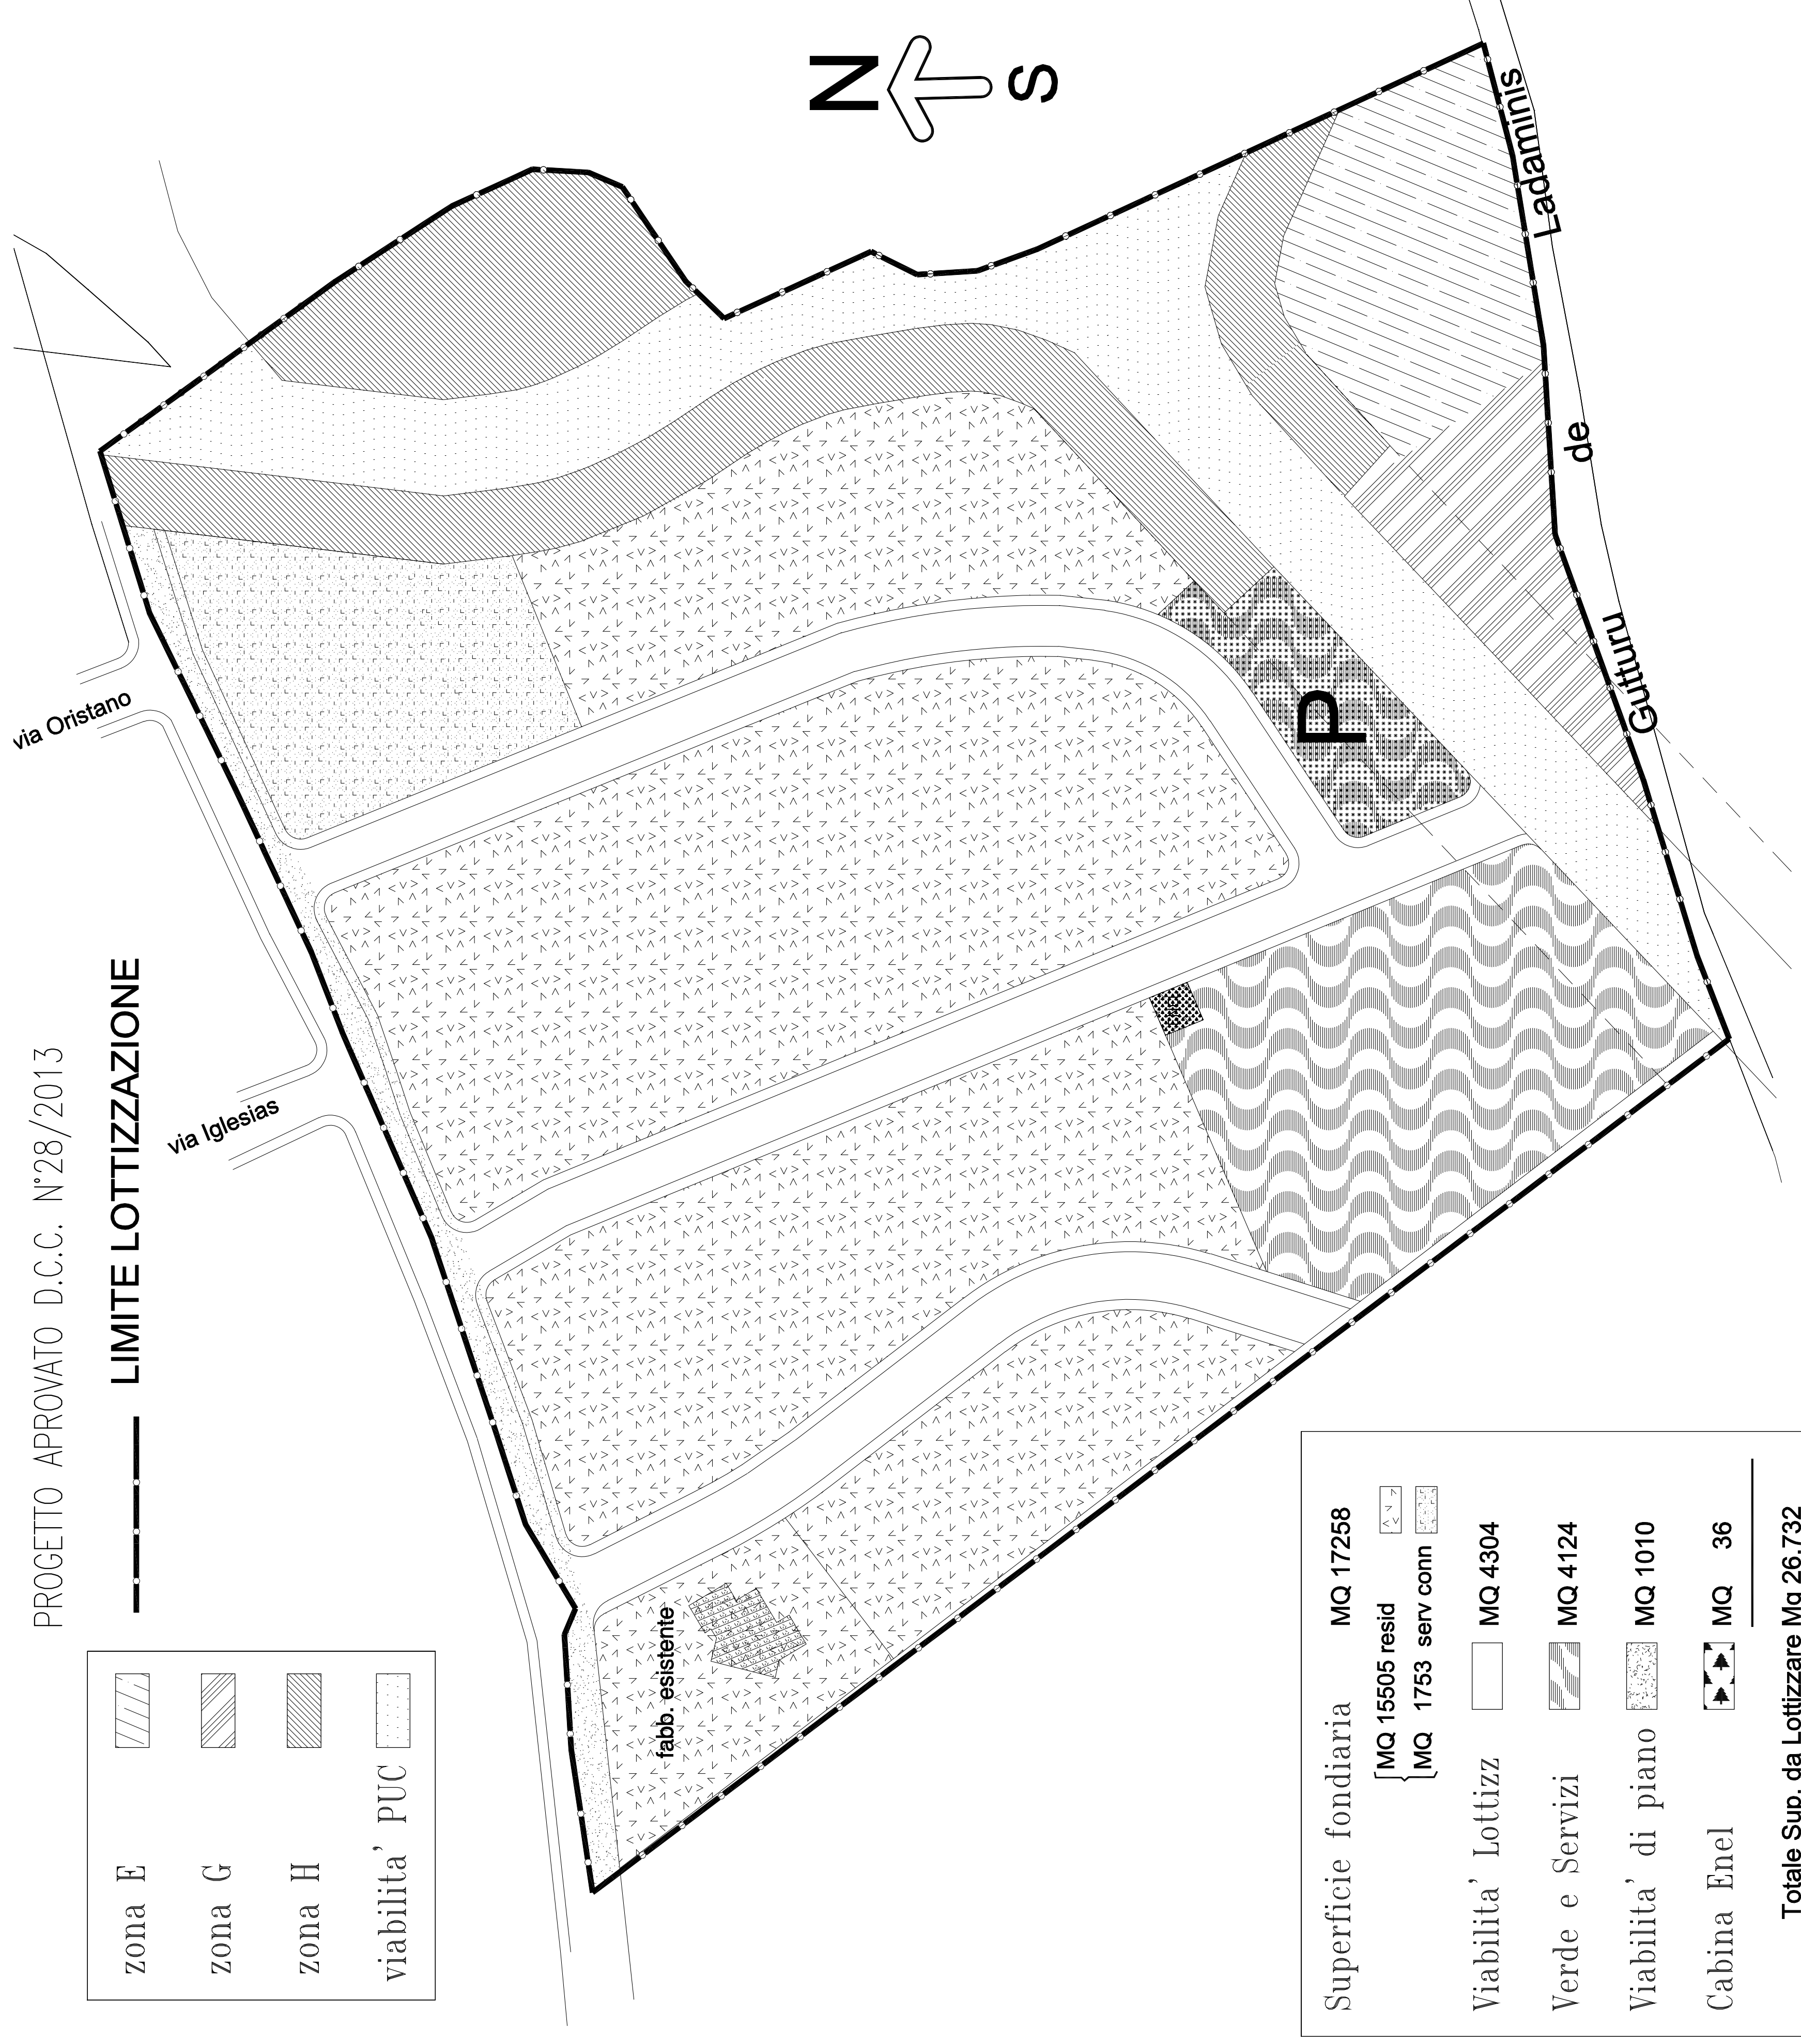 PROGETTO APROVATO D.C.C. N°28/2013
LIMITE LOTTIZZAZIONE
N
S
via Oristano
via Iglesias
Gutturu de Ladaminis
P
fabb. esistente
zona E
zona G
zona H
viabilita' PUC
Superficie fondiaria MQ 17258
MQ 15505 resid
MQ 1753 serv conn
Viabilita' Lottizz MQ 4304
Verde e Servizi MQ 4124
Viabilita' di piano MQ 1010
Cabina Enel MQ 36
Totale Sup. da Lottizzare Mq 26.732